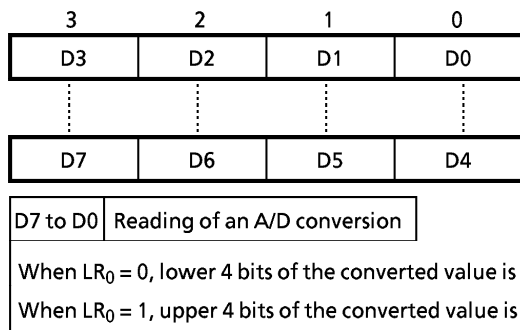 3 2 1 0
D3 D2 D1 D0
D7 D6 D5 D4
D7 to D0 Reading of an A/D conversion
When LR0 = 0, lower 4 bits of the converted value is
When LR0 = 1, upper 4 bits of the converted value is